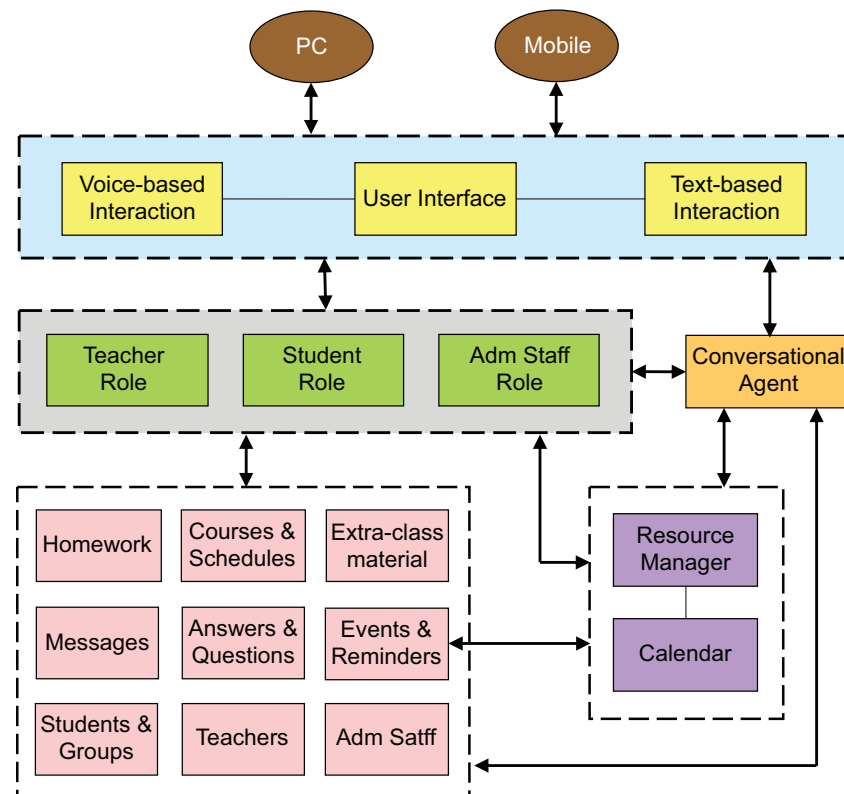 PC
Mobile
Voice-based
Interaction
User Interface
Text-based
Interaction
Teacher
Role
Student
Role
Adm Staff
Role
Conversational
Agent
Homework
Courses &
Schedules
Extra-class
material
Resource
Manager
Messages
Answers &
Questions
Events &
Reminders
Calendar
Students &
Groups
Teachers
Adm Satff